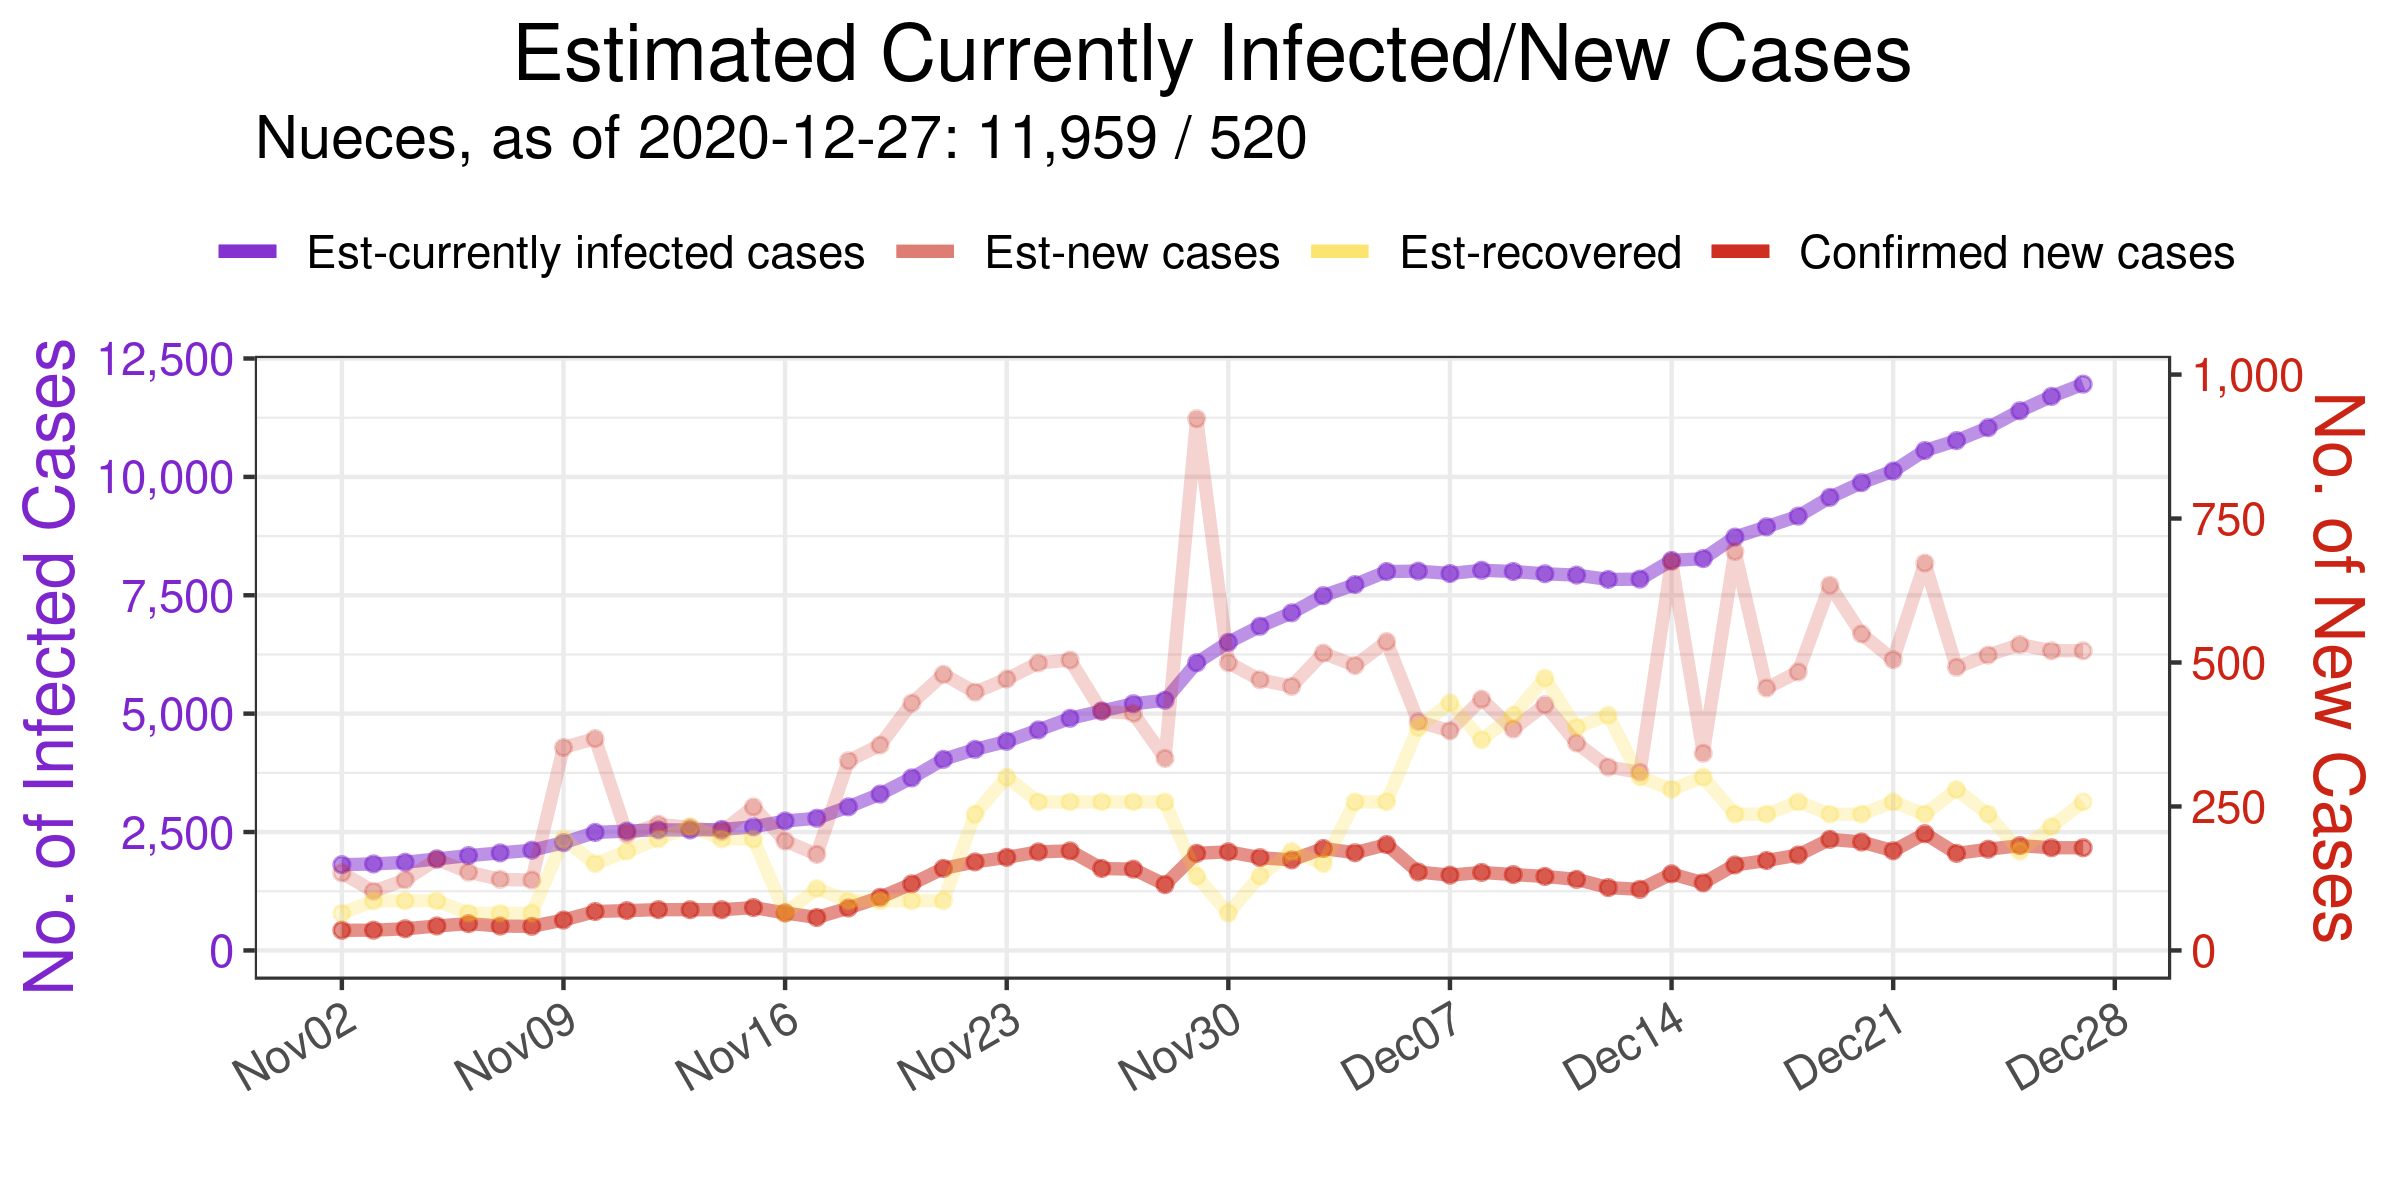 Estimated Currently Infected/New Cases
Nueces, as of 2020-12-27: 11,959 / 520
Est-currently infected cases Est-new cases Est-recovered Confirmed new cases
No. of Infected Cases
12,500
10,000
7,500
5,000
2,500
0
1,000
750
500
250
0
No. of New Cases
Nov02 Nov09 Nov16 Nov23 Nov30 Dec07 Dec14 Dec21 Dec28